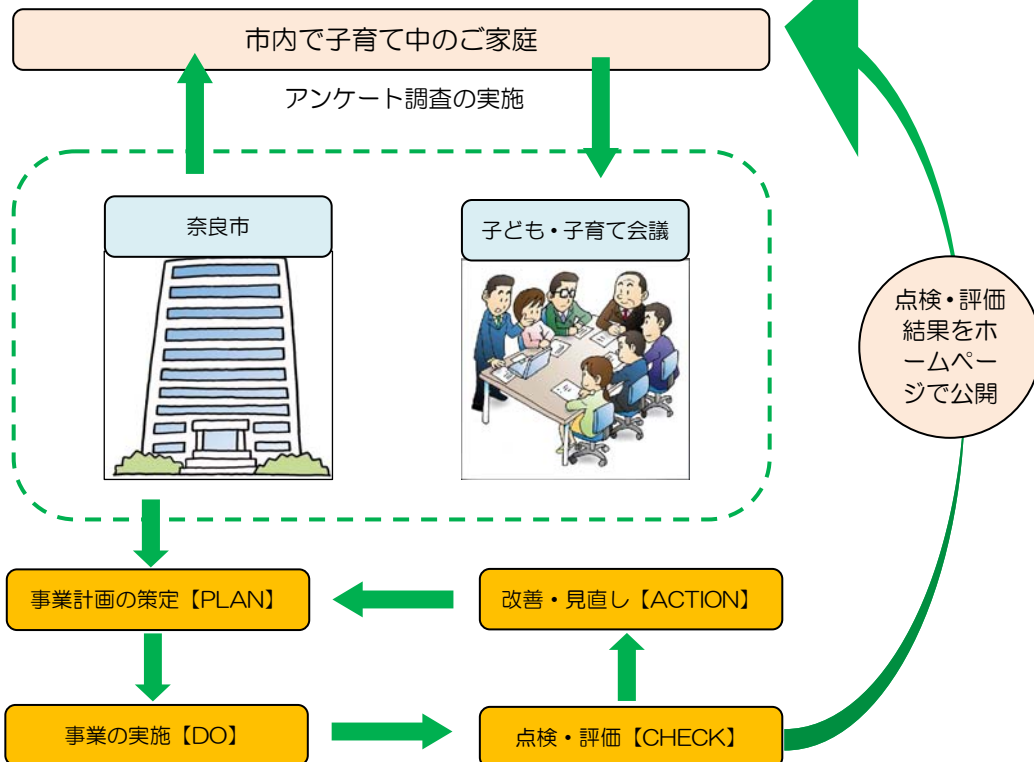 市内で子育て中のご家庭
アンケート調査の実施
奈良市
子ども・子育て会議
点検・評価
結果をホ
ームペー
ジで公開
事業計画の策定【PLAN】
改善・見直し【ACTION】
事業の実施【DO】
点検・評価【CHECK】